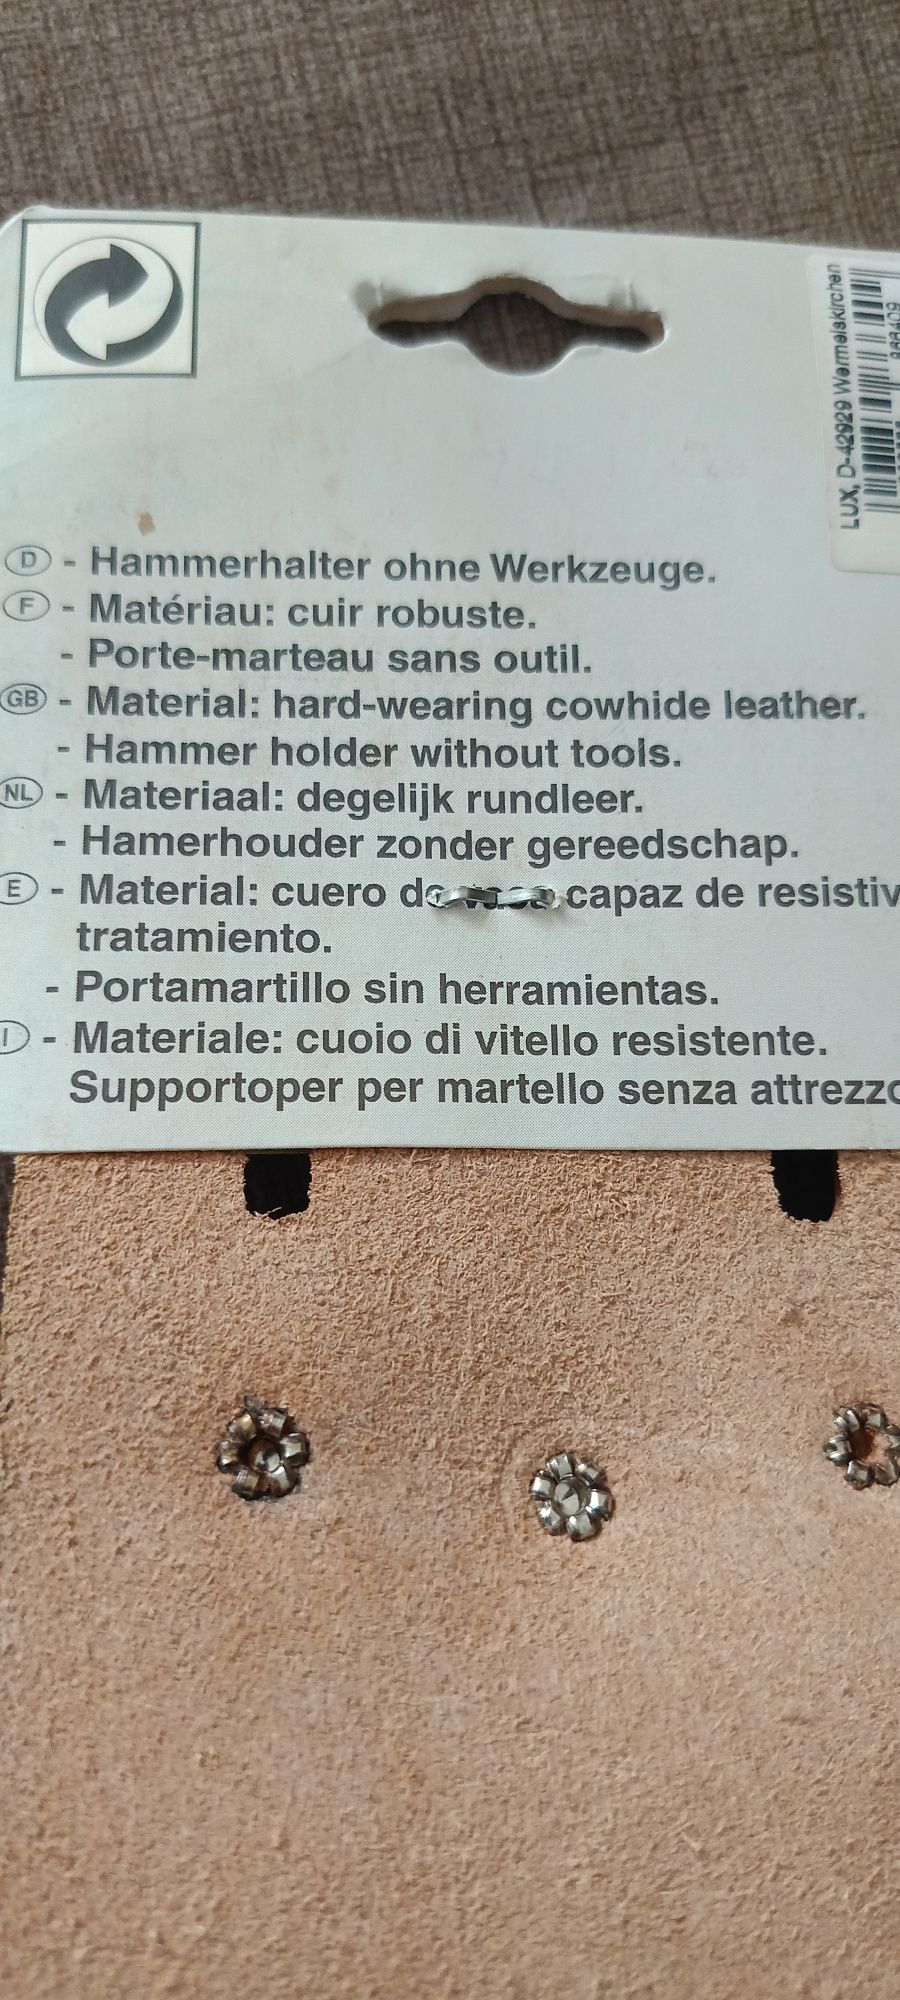 LUX, D-42929 Wermelskirchen
D - Hammerhalter ohne Werkzeuge.
F - Matériau: cuir robuste.
- Porte-marteau sans outil.
GB - Material: hard-wearing cowhide leather.
- Hammer holder without tools.
NL - Materiaal: degelijk rundleer.
- Hamerhouder zonder gereedschap.
E - Material: cuero de capaz de resistiv
tratamiento.
- Portamartillo sin herramientas.
I - Materiale: cuoio di vitello resistente.
Supportoper per martello senza attrezzo